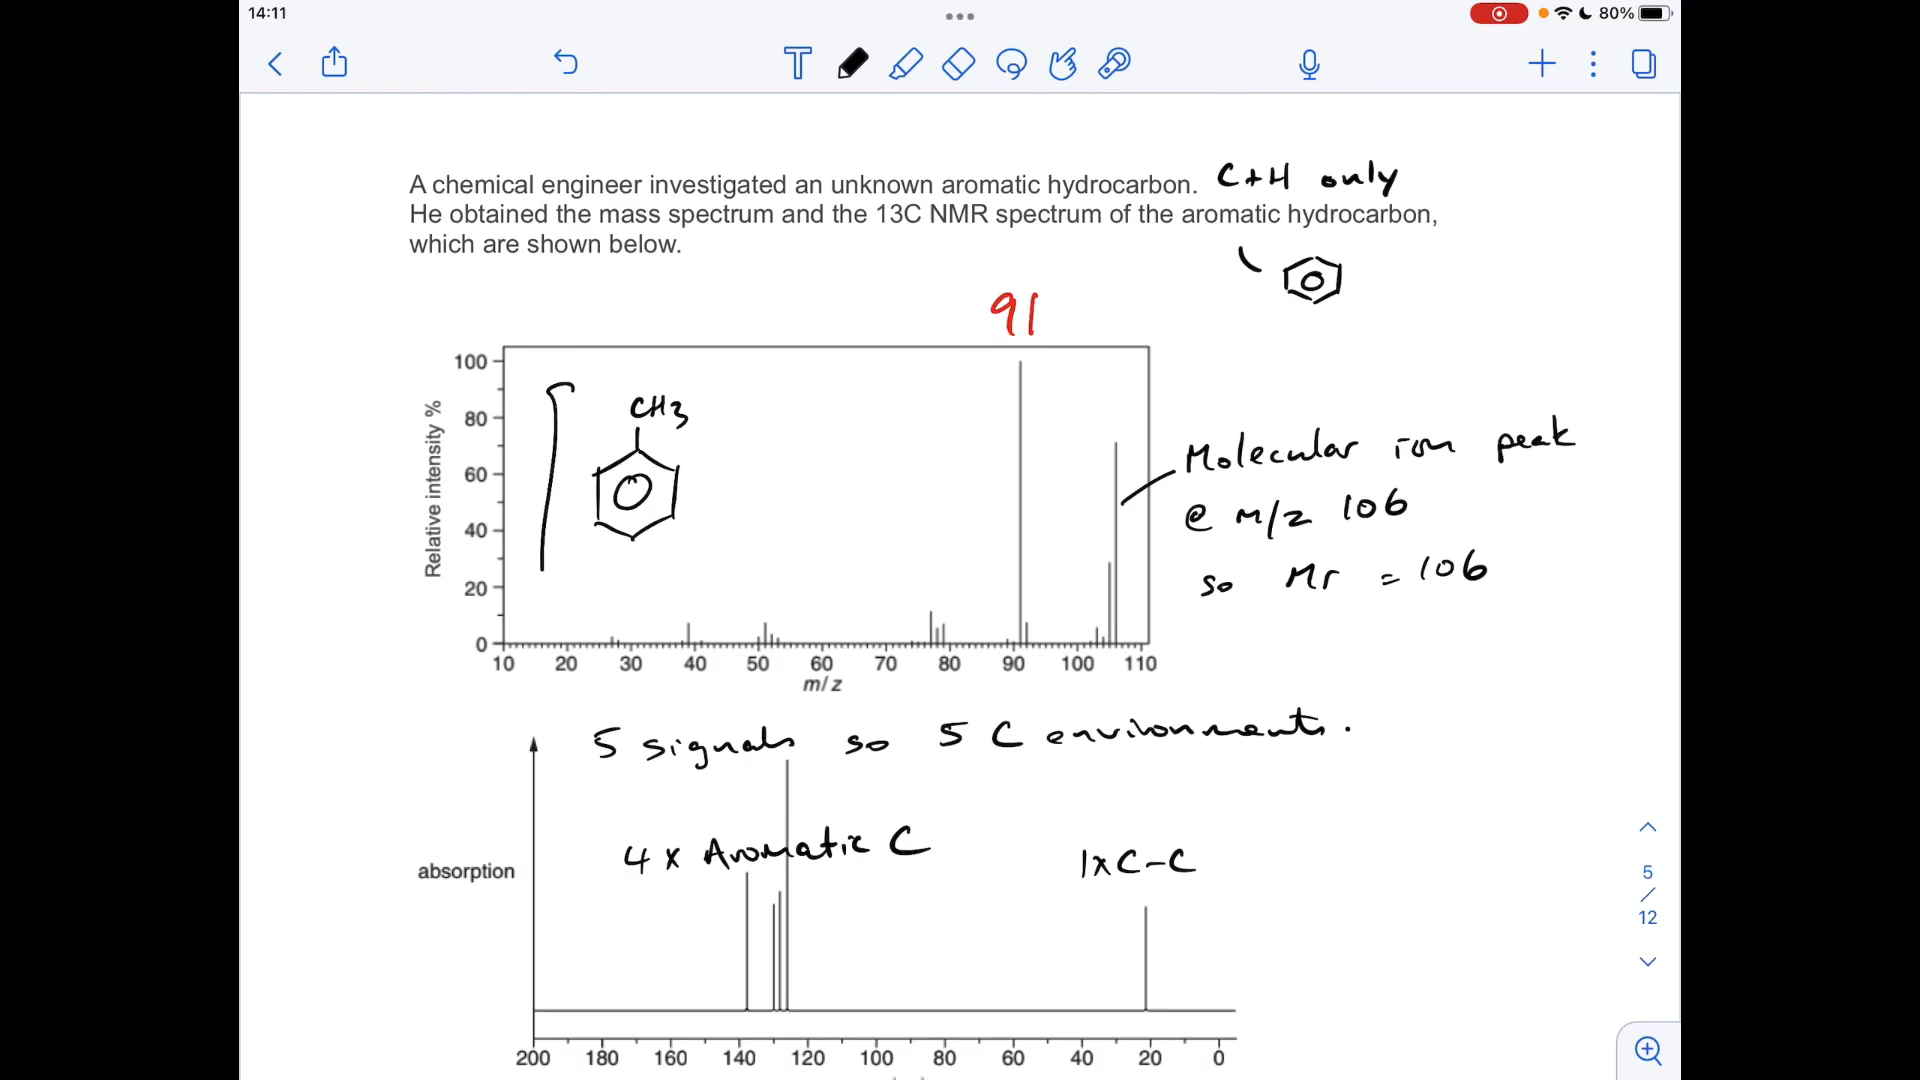 14:11
80%
A chemical engineer investigated an unknown aromatic hydrocarbon. C+H only
He obtained the mass spectrum and the 13C NMR spectrum of the aromatic hydrocarbon,
which are shown below.
91
100
80
60
40
20
0
Relative intensity %
CH3
10 20 30 40 50 60 70 80 90 100 110
m/z
Molecular ion peak
@ m/z 106
so Mr = 106
5 signals so 5 C environments.
4 x Aromatic C
1x C-C
absorption
200 180 160 140 120 100 80 60 40 20 0
5
/
12